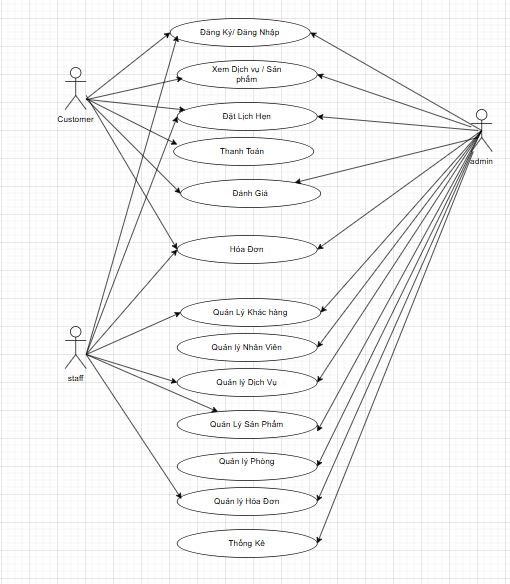 Đăng Ký/ Đăng Nhập
Xem Dịch vụ / Sản
phẩm
Customer
Đặt Lịch Hẹn
Thanh Toán
admin
Đánh Giá
Hóa Đơn
Quản Lý Khác hàng
Quản lý Nhân Viên
staff
Quản lý Dịch Vụ
Quản Lý Sản Phẩm
Quản lý Phòng
Quản lý Hóa Đơn
Thống Kê